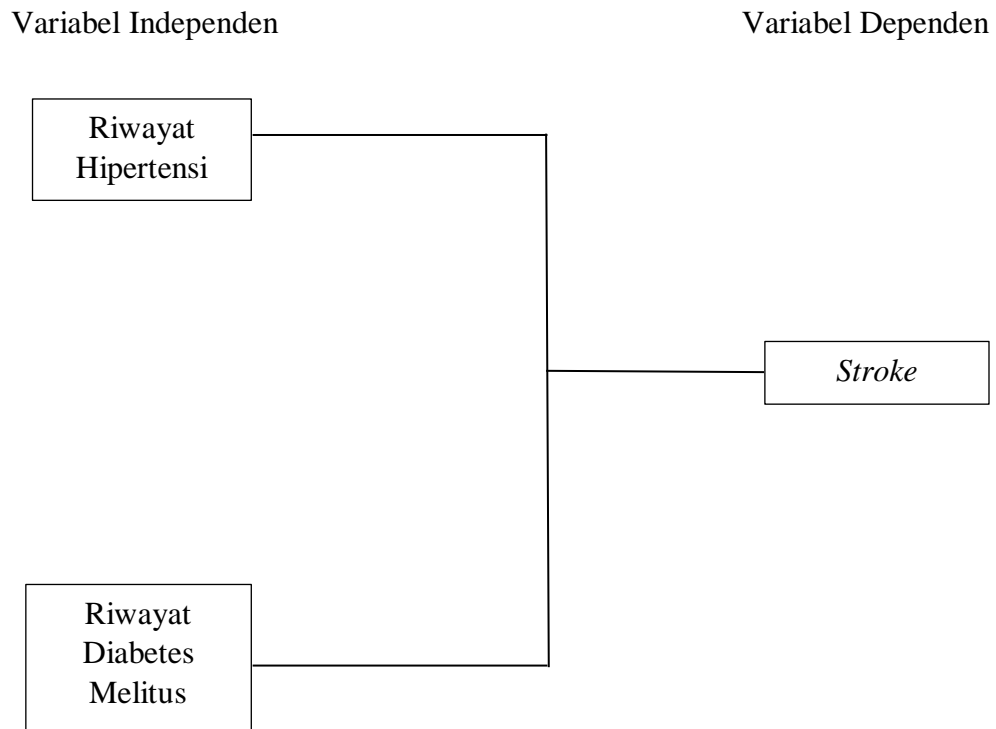 Variabel Independen
Variabel Dependen
Riwayat
Hipertensi
Stroke
Riwayat
Diabetes
Melitus